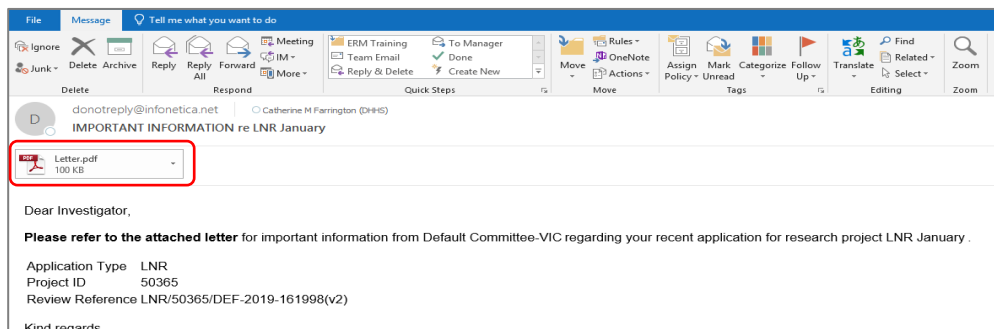 File Message Tell me what you want to do
Ignore Junk Delete Archive Reply Reply All Forward Meeting IM More ERM Training Team Email Reply & Delete To Manager Done Create New Move Rules OneNote Actions Assign Policy Mark Unread Categorize Follow Up Translate Find Related Select Zoom
Delete Respond Quick Steps Move Tags Editing Zoom
D
donotreply@infonetica.net Catherine M Farrington (DHHS)
IMPORTANT INFORMATION re LNR January
PDF Letter.pdf
100 KB
Dear Investigator,
Please refer to the attached letter for important information from Default Committee-VIC regarding your recent application for research project LNR January .
Application Type LNR
Project ID 50365
Review Reference LNR/50365/DEF-2019-161998(v2)
Kind regards